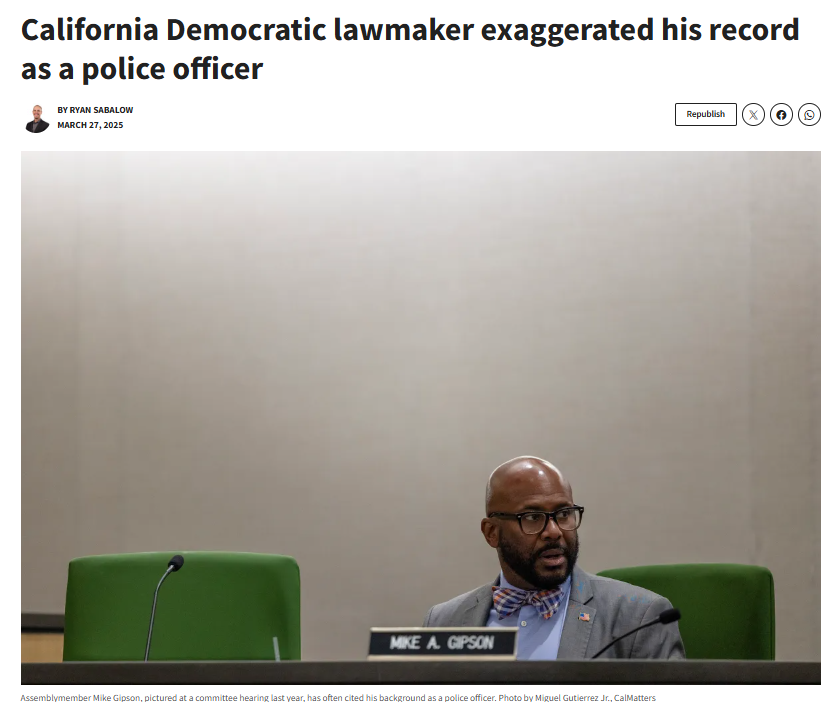 California Democratic lawmaker exaggerated his record
as a police officer
BY RYAN SABALOW
MARCH 27, 2025
Republish
MIKE A. GIPSON
Assemblymember Mike Gipson, pictured at a committee hearing last year, has often cited his background as a police officer. Photo by Miguel Gutierrez Jr., CalMatters